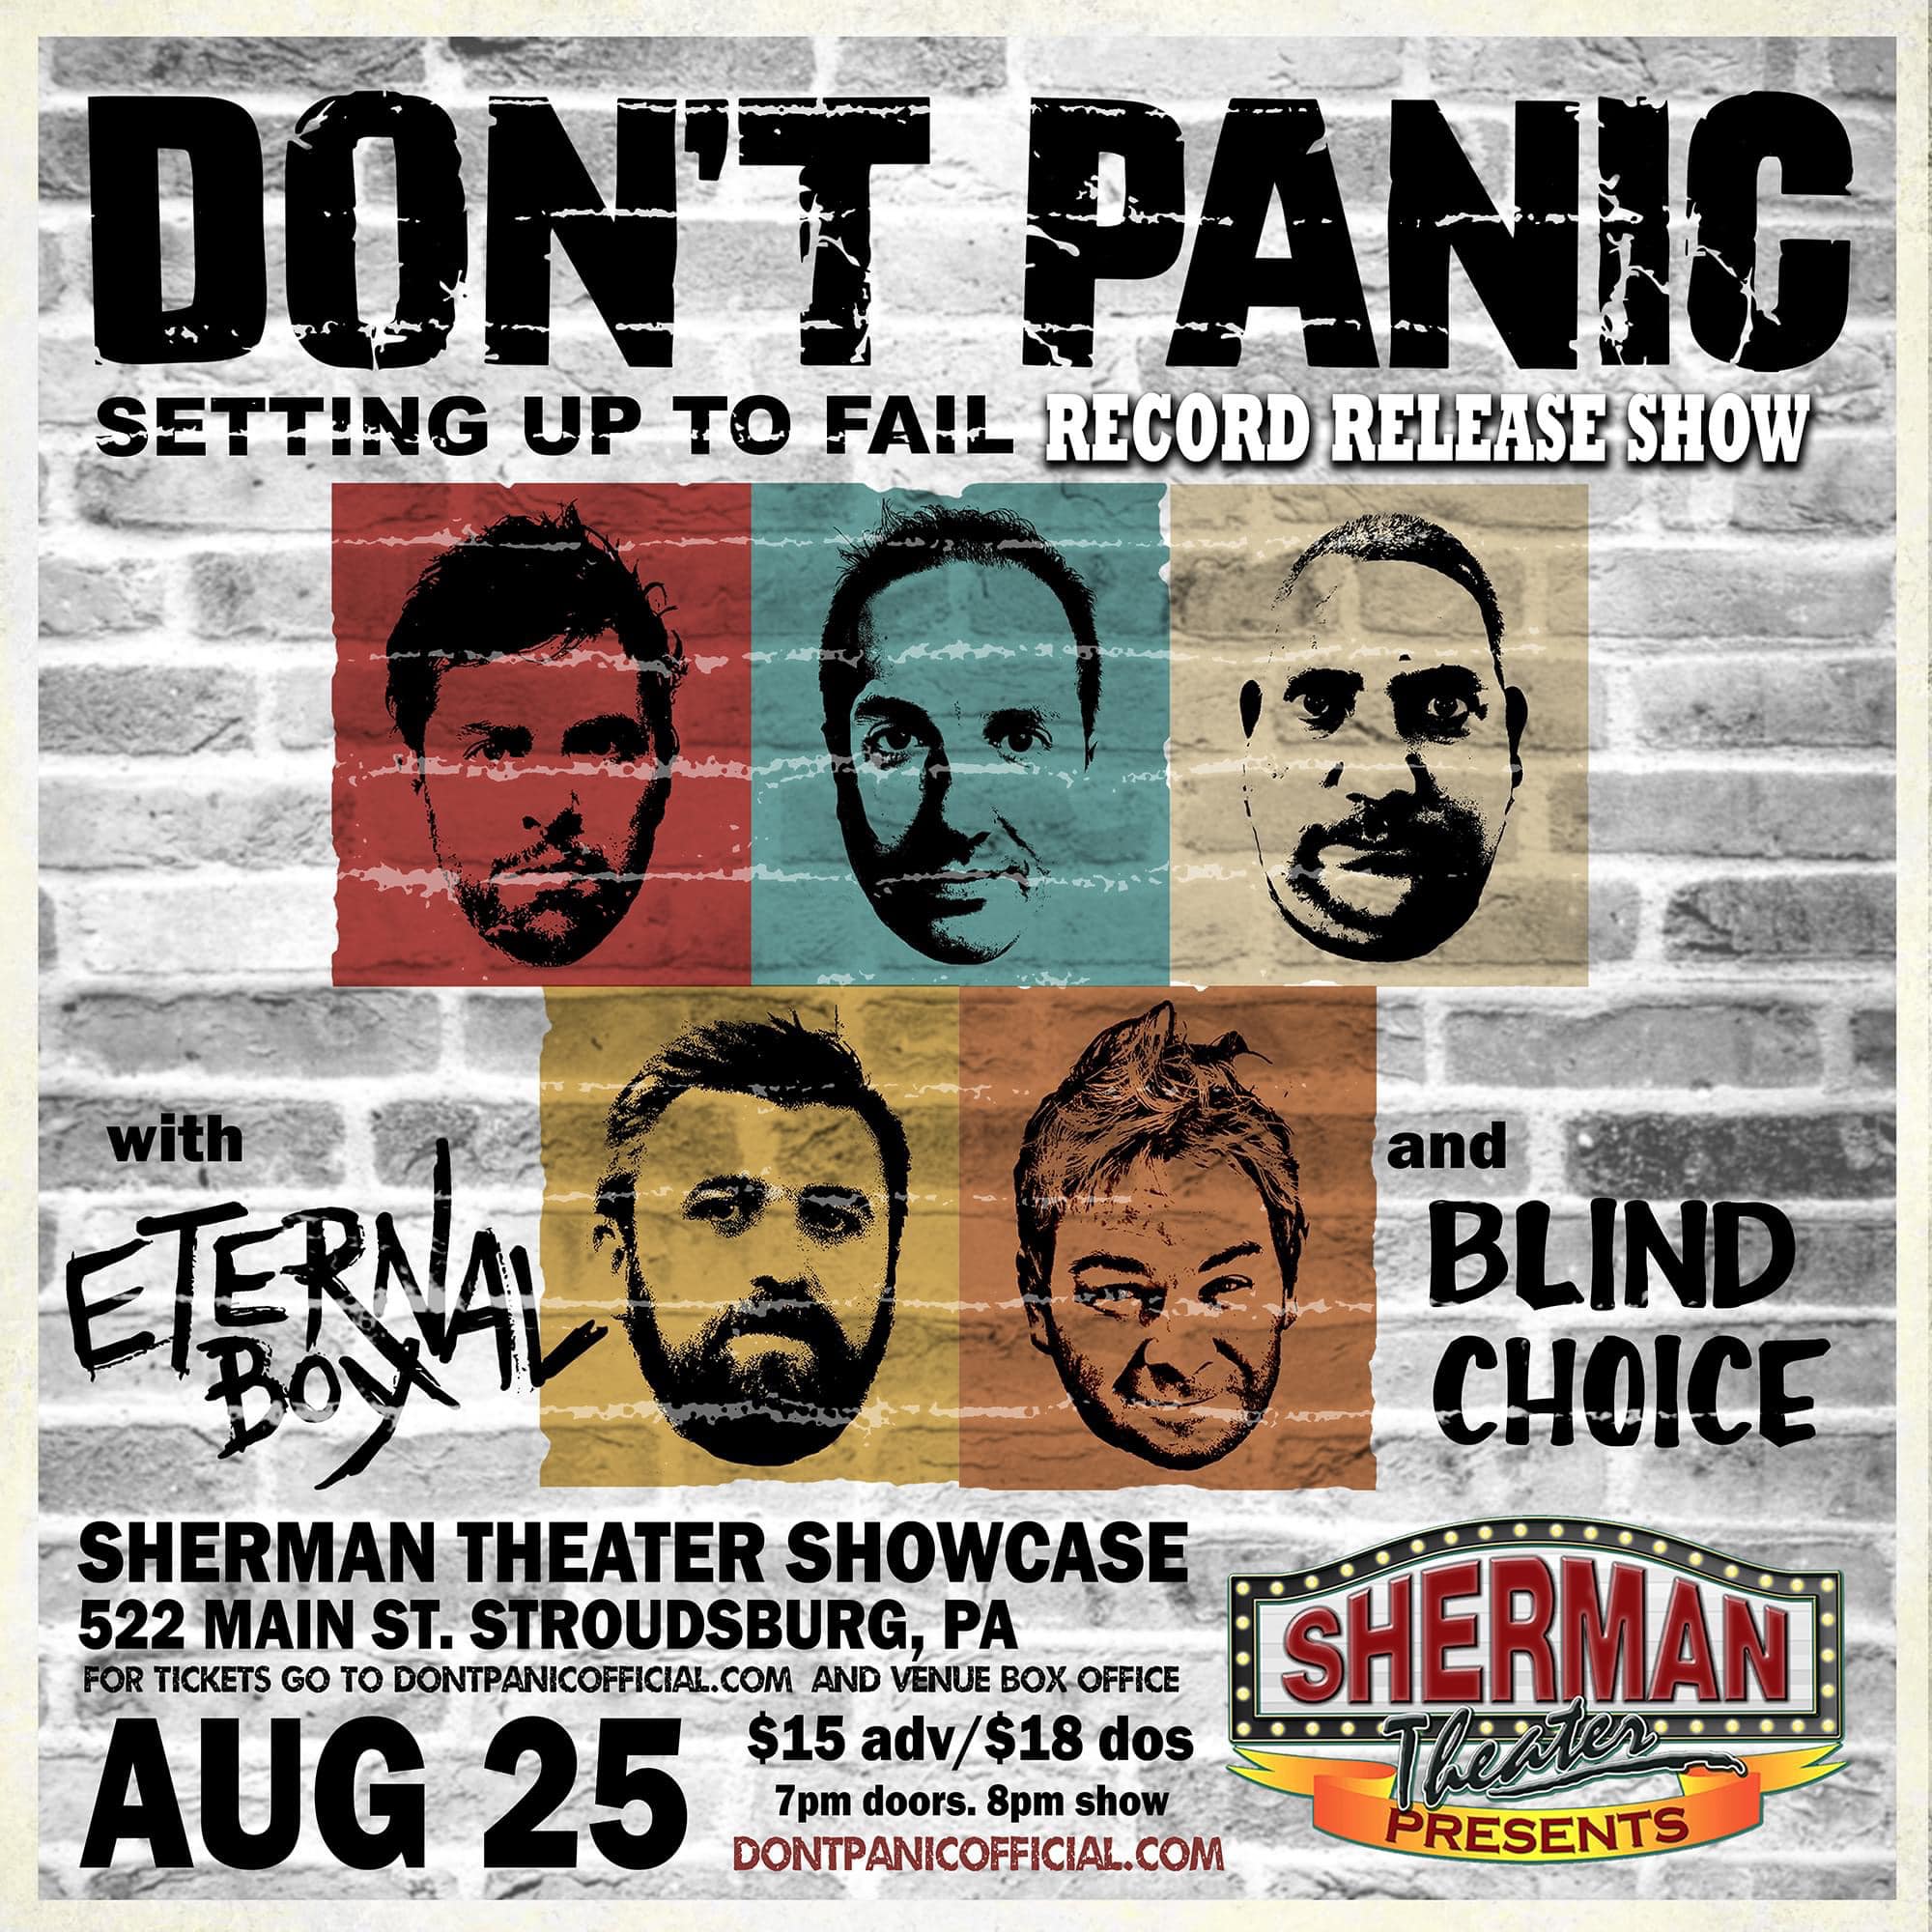 DON'T PANIC
SETTING UP TO FAIL RECORD RELEASE SHOW
with
ETERNAL
BOXX
and
BLIND
CHOICE
SHERMAN THEATER SHOWCASE
522 MAIN ST. STROUDSBURG, PA
FOR TICKETS GO TO DONTPANICOFFICIAL.COM AND VENUE BOX OFFICE
AUG 25
$15 adv/$18 dos
7pm doors. 8pm show
DONTPANICOFFICIAL.COM
SHERMAN
Theater
PRESENTS